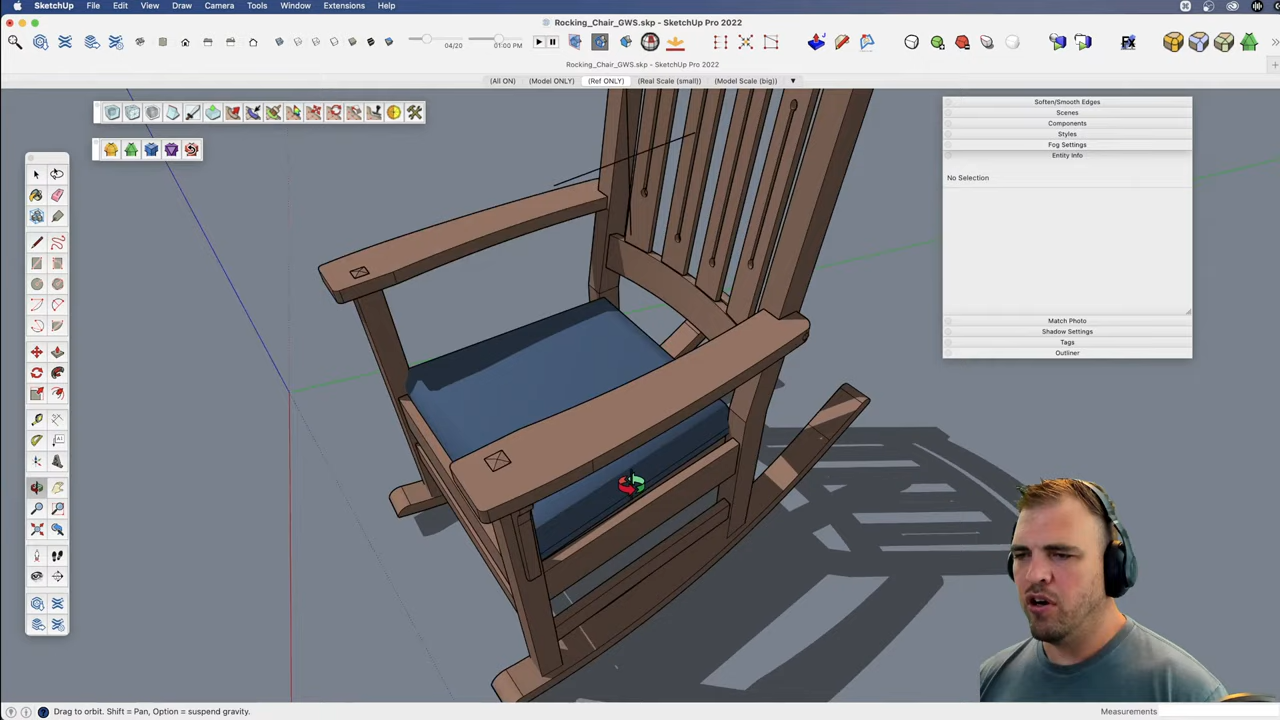 SketchUp File Edit View Draw Camera Tools Window Extensions Help
Rocking_Chair_GWS.skp - SketchUp Pro 2022
04/20 01:00 PM
Rocking_Chair_GWS.skp - SketchUp Pro 2022
(All ON) (Model ONLY) (Ref ONLY) (Real Scale (small)) (Model Scale (big))
Soften/Smooth Edges
Scenes
Components
Styles
Fog Settings
Entity Info
No Selection
Match Photo
Shadow Settings
Tags
Outliner
Drag to orbit. Shift = Pan, Option = suspend gravity.
Measurements